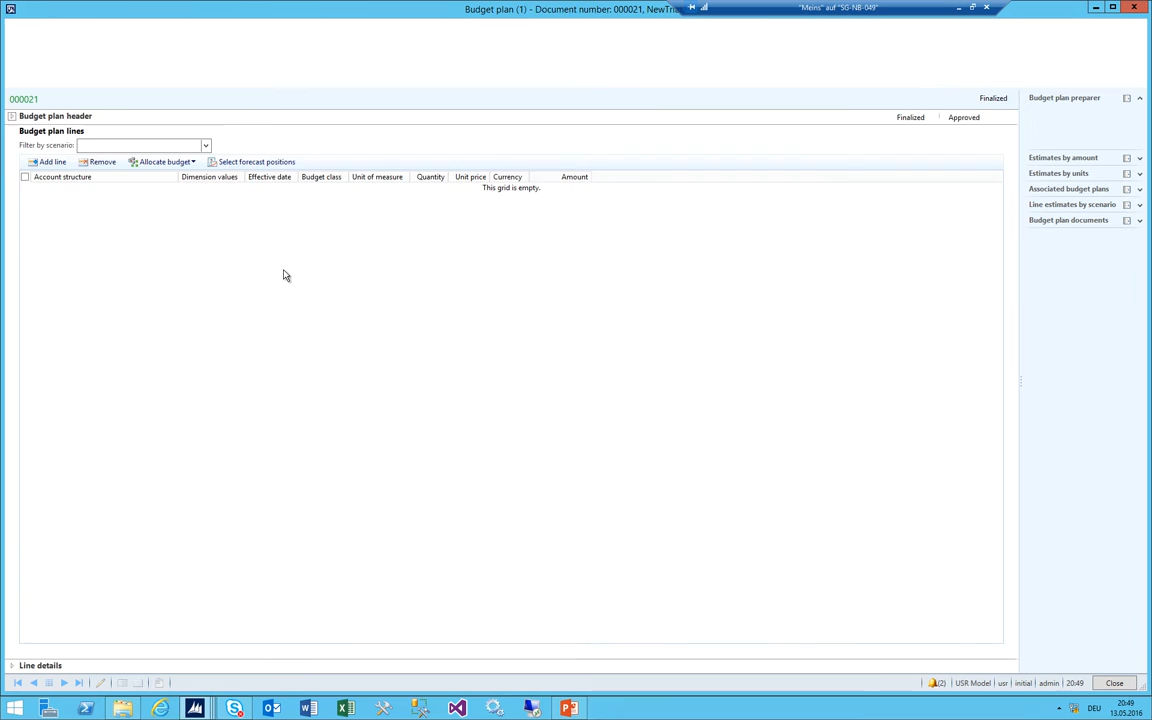 Budget plan (1) - Document number: 000021, NewTria
"Meins" auf "SG-NB-049"
000021
Finalized
Budget plan header
Finalized
Approved
Budget plan lines
Filter by scenario:
Add line Remove Allocate budget Select forecast positions
Account structure Dimension values Effective date Budget class Unit of measure Quantity Unit price Currency Amount
This grid is empty.
Budget plan preparer
Estimates by amount
Estimates by units
Associated budget plans
Line estimates by scenario
Budget plan documents
Line details
(2) USR Model usr initial admin 20:49 Close
DEU
20:49
13.05.2016